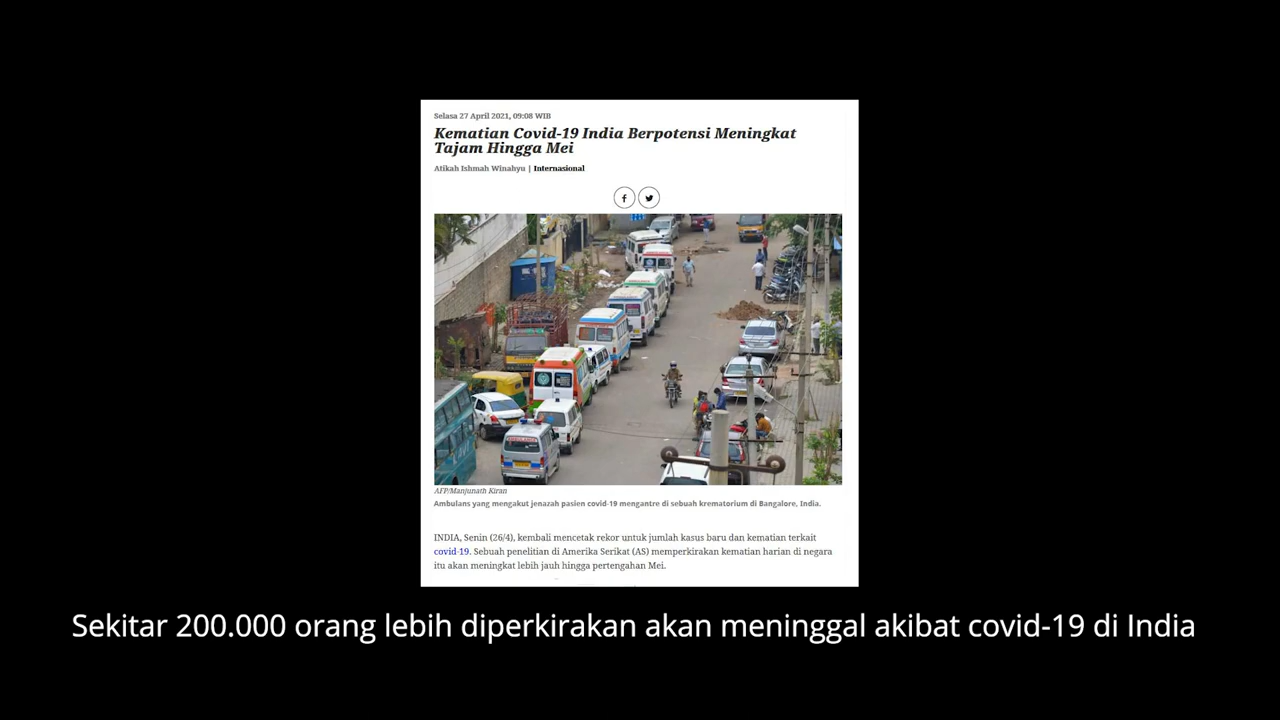 Selasa 27 April 2021, 09:08 WIB
Kematian Covid-19 India Berpotensi Meningkat
Tajam Hingga Mei
Atikah Ishmah Winahyu | Internasional
AFP/Manjunath Kiran
Ambulans yang mengakut jenazah pasien covid-19 mengantre di sebuah krematorium di Bangalore, India.
INDIA, Senin (26/4), kembali mencetak rekor untuk jumlah kasus baru dan kematian terkait
covid-19. Sebuah penelitian di Amerika Serikat (AS) memperkirakan kematian harian di negara
itu akan meningkat lebih jauh hingga pertengahan Mei.
Sekitar 200.000 orang lebih diperkirakan akan meninggal akibat covid-19 di India